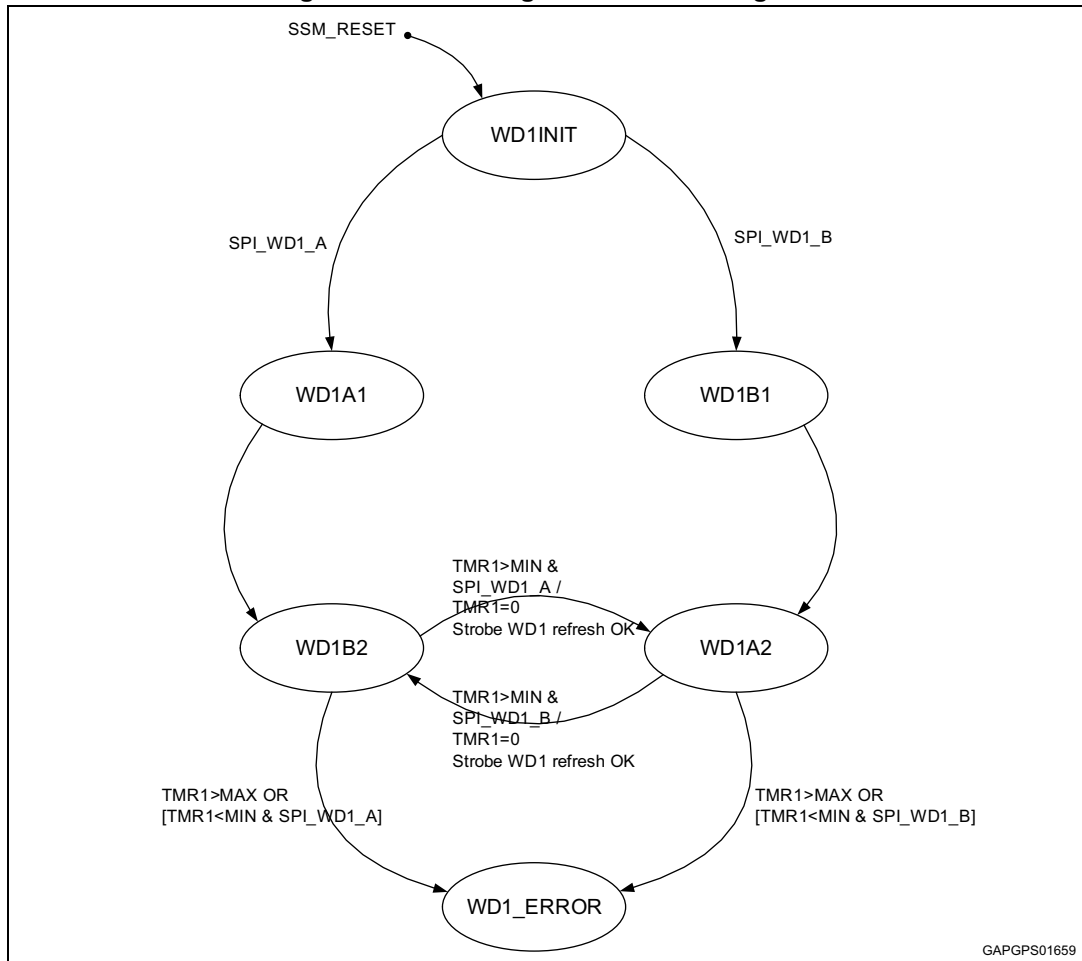 SSM_RESET
WD1INIT
SPI_WD1_A
SPI_WD1_B
WD1A1
WD1B1
TMR1>MIN &
SPI_WD1_A /
TMR1=0
Strobe WD1 refresh OK
WD1B2
WD1A2
TMR1>MIN &
SPI_WD1_B /
TMR1=0
Strobe WD1 refresh OK
TMR1>MAX OR
[TMR1<MIN & SPI_WD1_A]
TMR1>MAX OR
[TMR1<MIN & SPI_WD1_B]
WD1_ERROR
GAPGPS01659